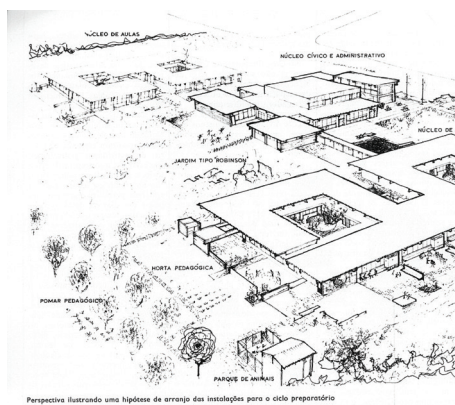 NÚCLEO DE AULAS
NÚCLEO CÍVICO E ADMINISTRATIVO
NÚCLEO DE
JARDIM TIPO ROBINSON
HORTA PEDAGÓGICA
POMAR PEDAGÓGICO
PARQUE DE ANIMAIS
Perspectiva ilustrando uma hipótese de arranjo das instalações para o ciclo preparatório